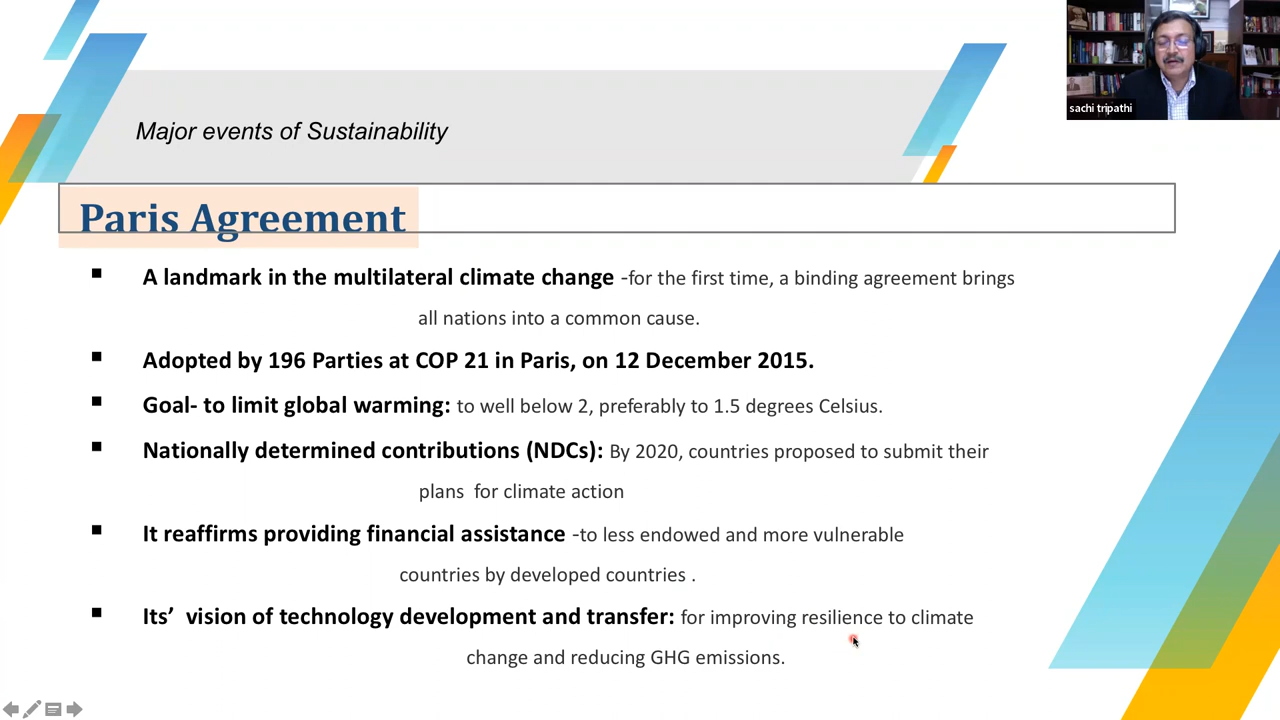 sachi tripathi
Major events of Sustainability
Paris Agreement
▪ A landmark in the multilateral climate change -for the first time, a binding agreement brings
all nations into a common cause.
▪ Adopted by 196 Parties at COP 21 in Paris, on 12 December 2015.
▪ Goal- to limit global warming: to well below 2, preferably to 1.5 degrees Celsius.
▪ Nationally determined contributions (NDCs): By 2020, countries proposed to submit their
plans for climate action
▪ It reaffirms providing financial assistance -to less endowed and more vulnerable
countries by developed countries .
▪ Its’ vision of technology development and transfer: for improving resilience to climate
change and reducing GHG emissions.